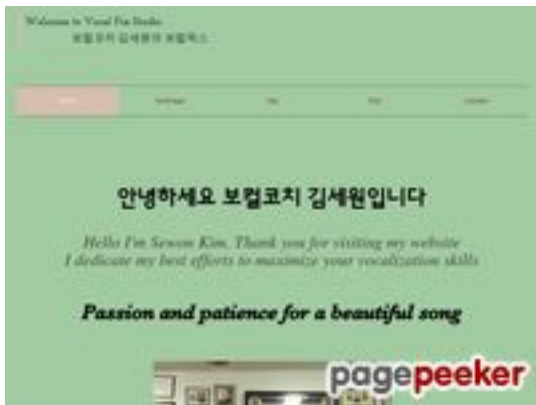 Welcome to Vocal Fix Studio
보컬코치 김세원의 보컬픽스
안녕하세요 보컬코치 김세원입니다
Hello I'm Sewon Kim. Thank you for visiting my website
I dedicate my best efforts to maximize your vocalization skills
Passion and patience for a beautiful song
pagepeeker